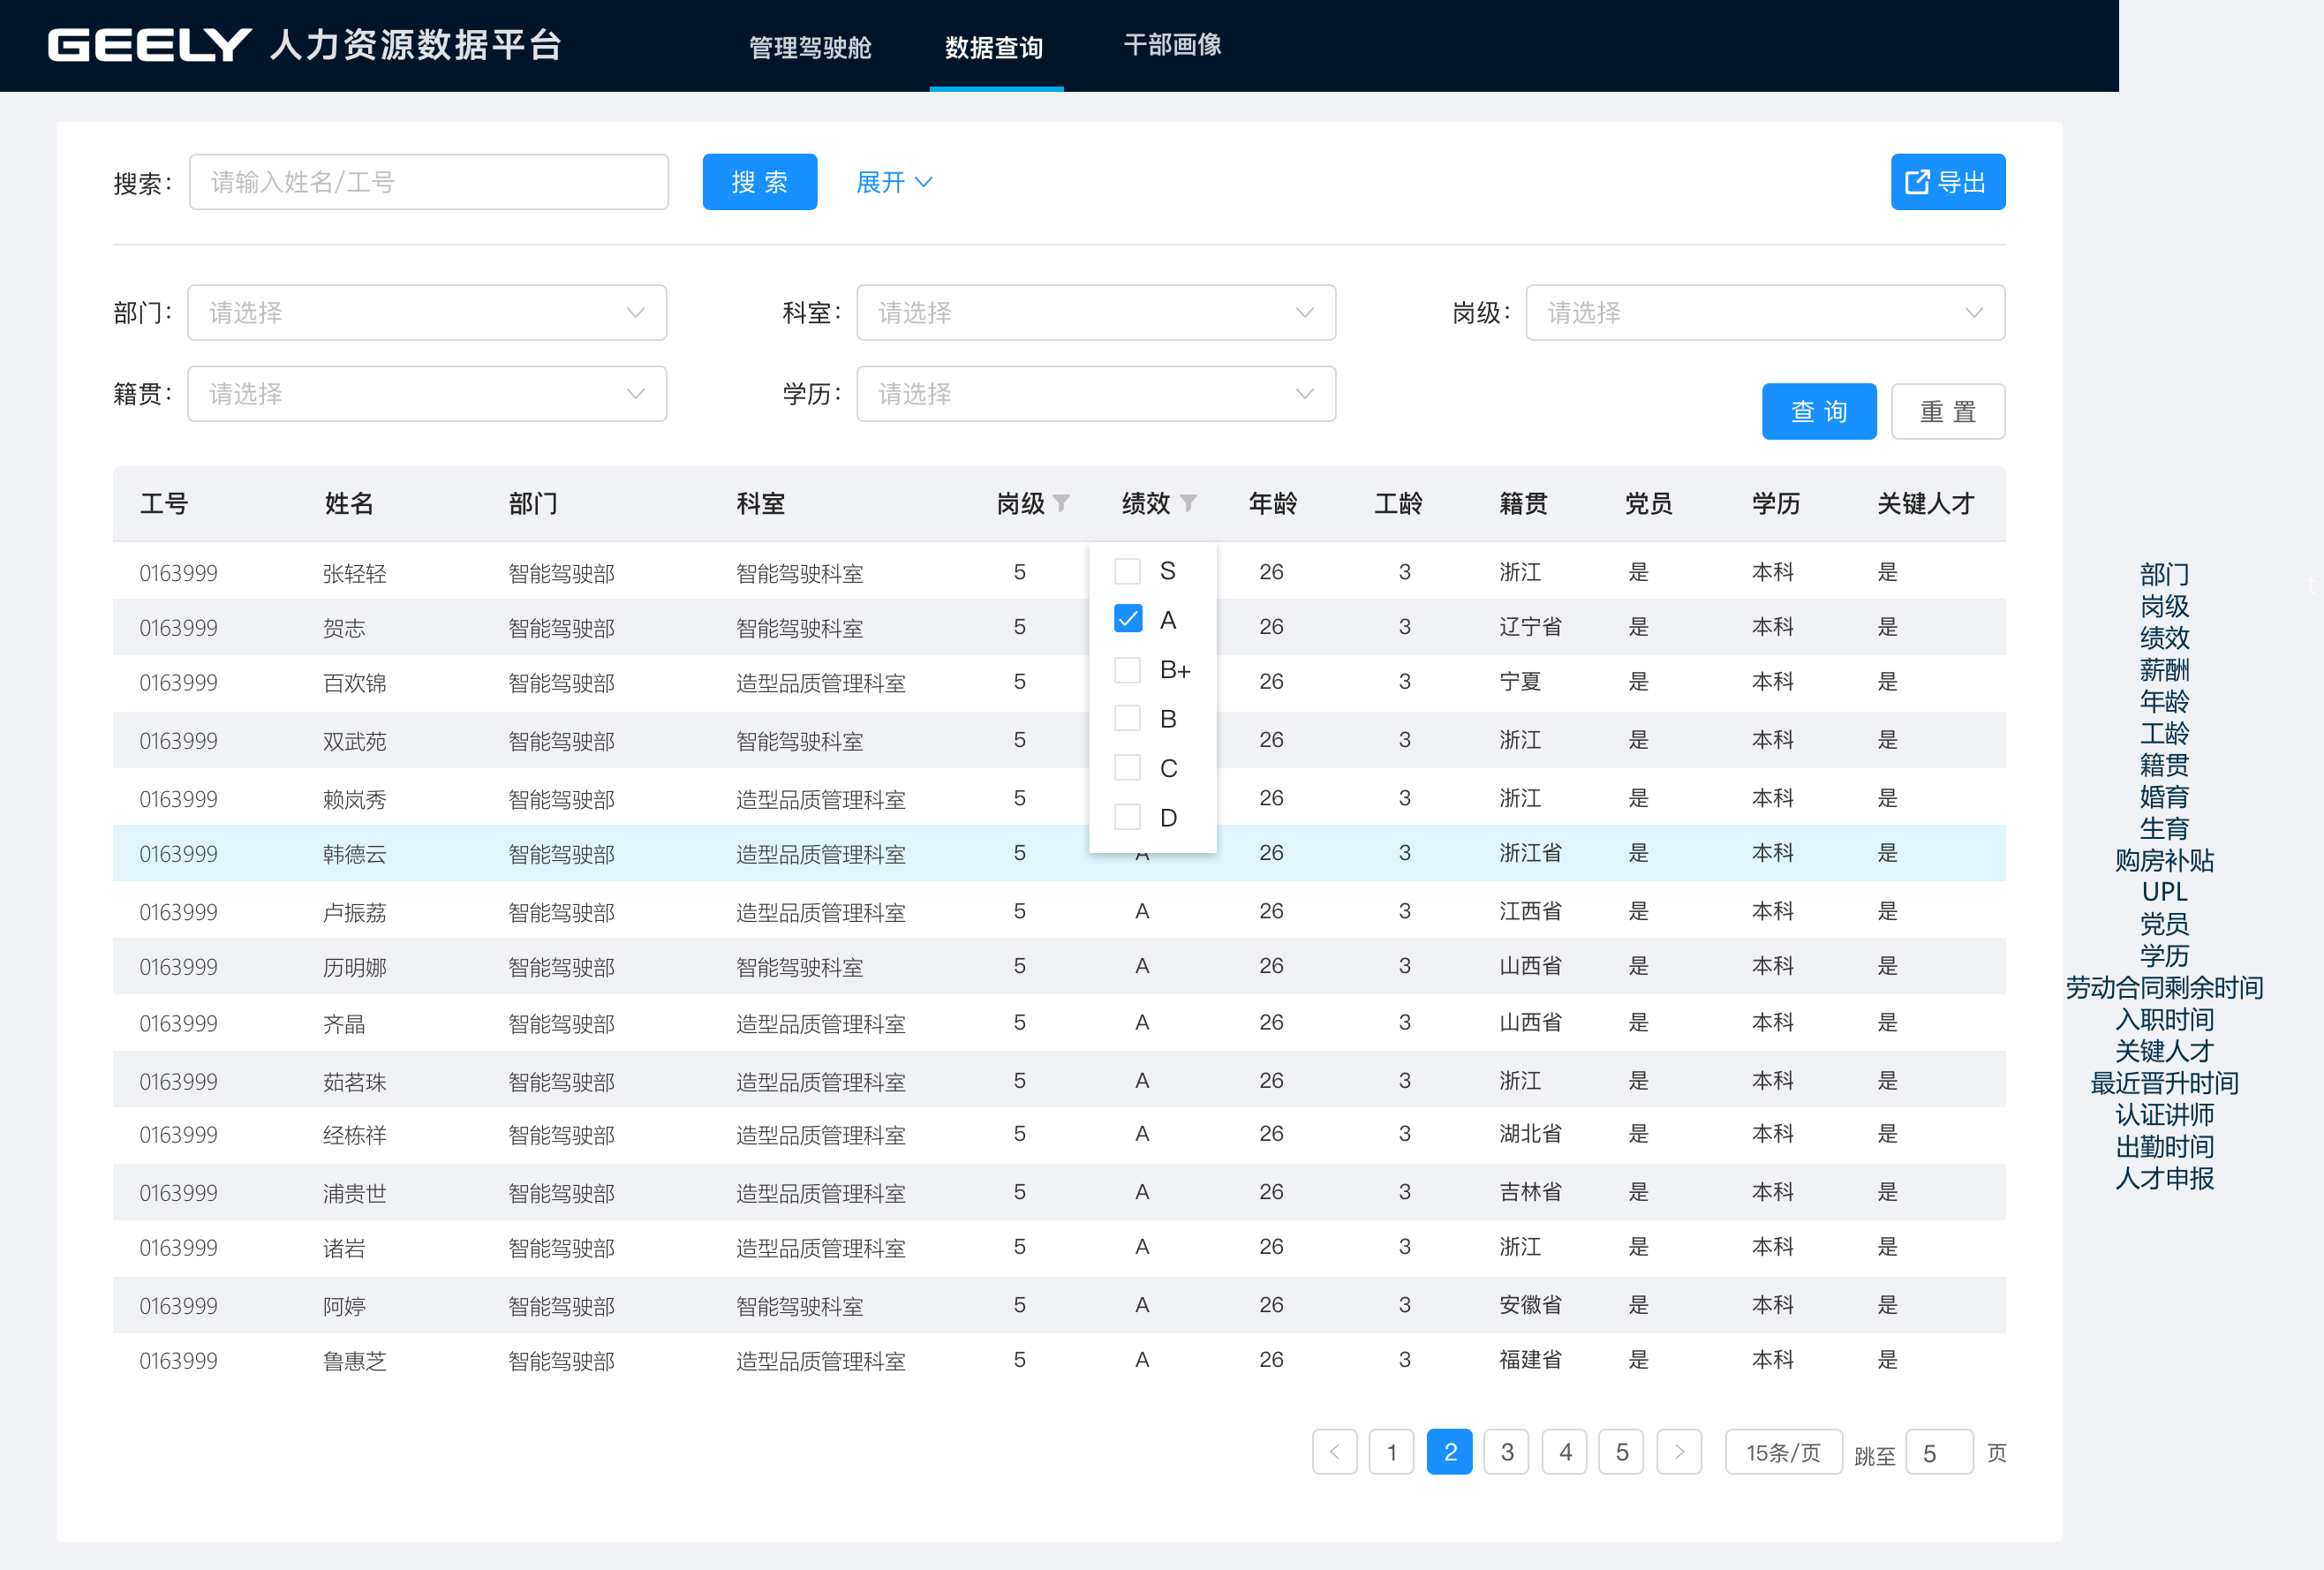 GEELY 人力资源数据平台 管理驾驶舱 数据查询 干部画像
搜索: 请输入姓名/工号 搜 索 展开 导出
部门: 请选择 科室: 请选择 岗级: 请选择
籍贯: 请选择 学历: 请选择 查 询 重 置
工号 姓名 部门 科室 岗级 绩效 年龄 工龄 籍贯 党员 学历 关键人才
0163999 张轻轻 智能驾驶部 智能驾驶科室 5 26 3 浙江 是 本科 是
0163999 贺志 智能驾驶部 智能驾驶科室 5 26 3 辽宁省 是 本科 是
0163999 百欢锦 智能驾驶部 造型品质管理科室 5 26 3 宁夏 是 本科 是
0163999 双武苑 智能驾驶部 智能驾驶科室 5 26 3 浙江 是 本科 是
0163999 赖岚秀 智能驾驶部 造型品质管理科室 5 26 3 浙江 是 本科 是
0163999 韩德云 智能驾驶部 造型品质管理科室 5 A 26 3 浙江省 是 本科 是
0163999 卢振荔 智能驾驶部 造型品质管理科室 5 A 26 3 江西省 是 本科 是
0163999 历明娜 智能驾驶部 智能驾驶科室 5 A 26 3 山西省 是 本科 是
0163999 齐晶 智能驾驶部 造型品质管理科室 5 A 26 3 山西省 是 本科 是
0163999 茹茗珠 智能驾驶部 造型品质管理科室 5 A 26 3 浙江 是 本科 是
0163999 经栋祥 智能驾驶部 造型品质管理科室 5 A 26 3 湖北省 是 本科 是
0163999 浦贵世 智能驾驶部 造型品质管理科室 5 A 26 3 吉林省 是 本科 是
0163999 诸岩 智能驾驶部 造型品质管理科室 5 A 26 3 浙江 是 本科 是
0163999 阿婷 智能驾驶部 智能驾驶科室 5 A 26 3 安徽省 是 本科 是
0163999 鲁惠芝 智能驾驶部 造型品质管理科室 5 A 26 3 福建省 是 本科 是
S
A
B+
B
C
D
1 2 3 4 5 15条/页 跳至 5 页
部门
岗级
绩效
薪酬
年龄
工龄
籍贯
婚育
生育
购房补贴
UPL
党员
学历
劳动合同剩余时间
入职时间
关键人才
最近晋升时间
认证讲师
出勤时间
人才申报
t